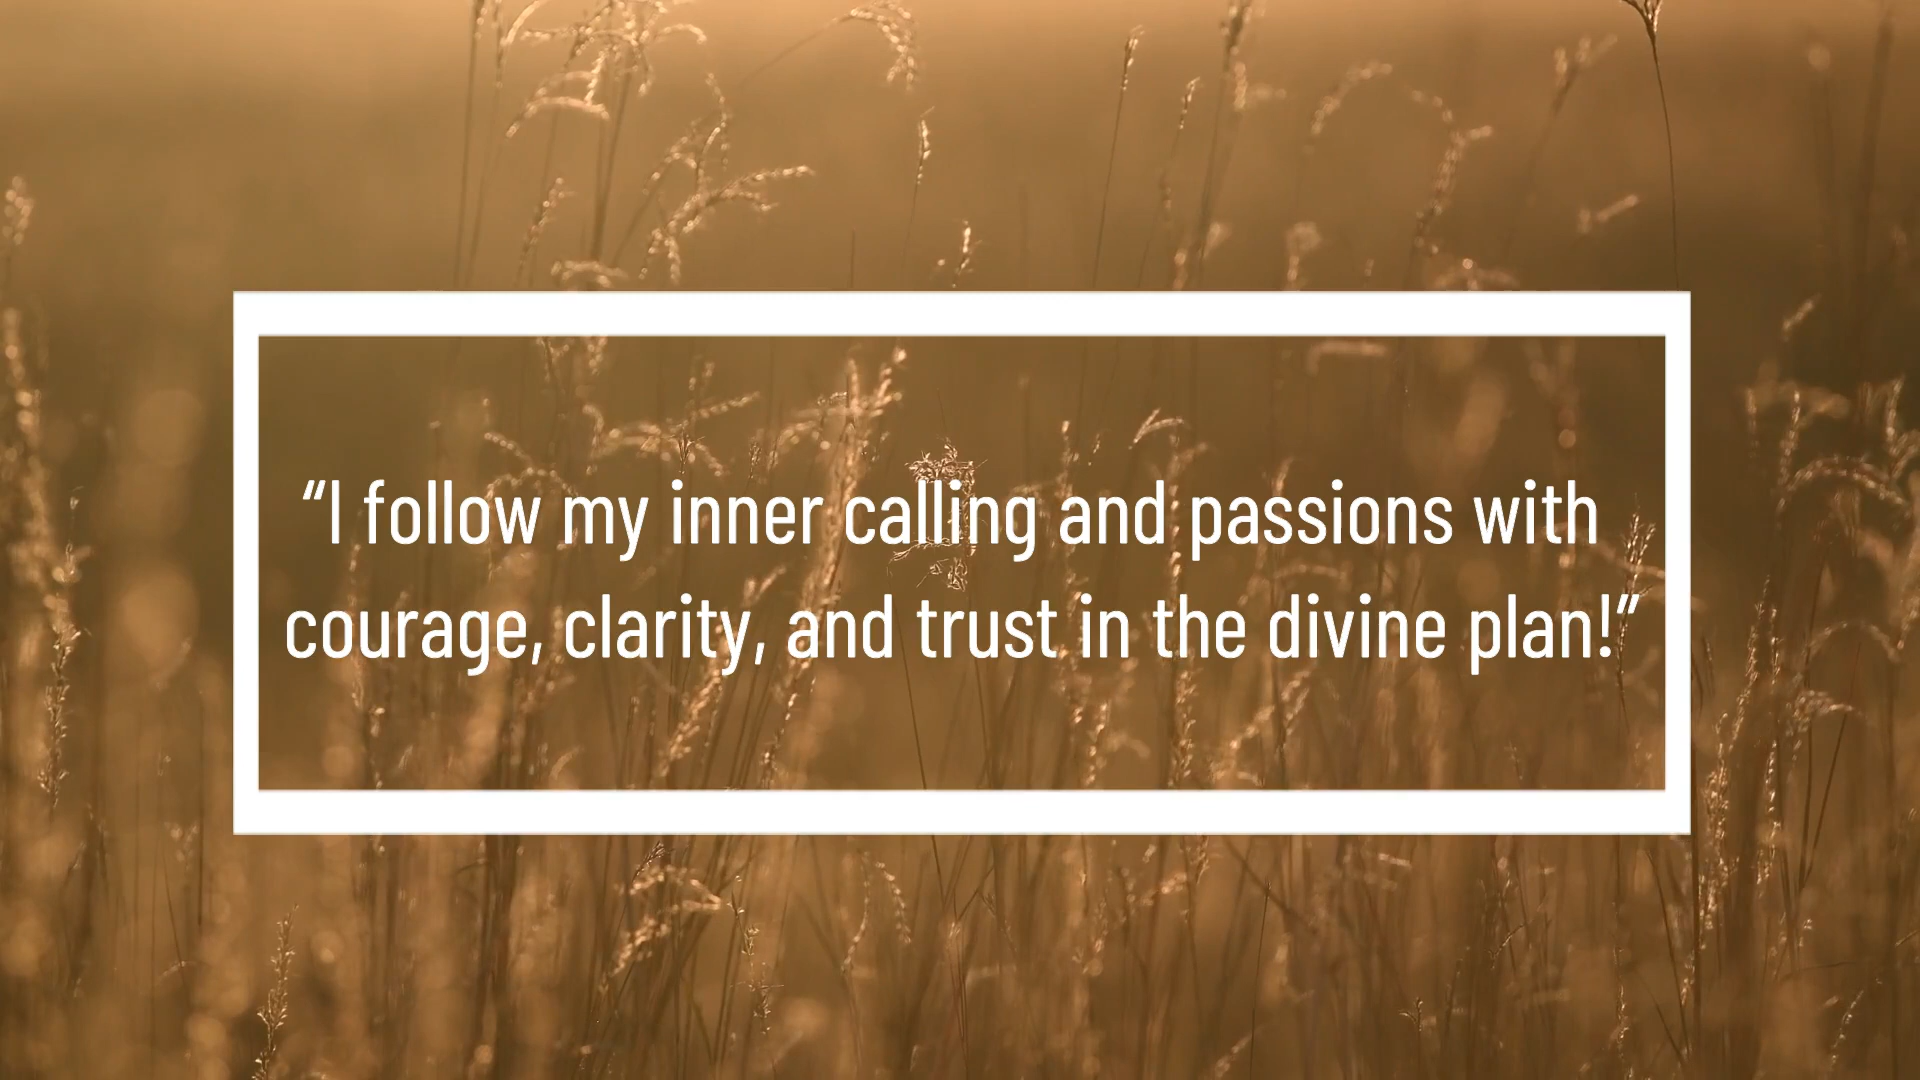 “I follow my inner calling and passions with
courage, clarity, and trust in the divine plan!”